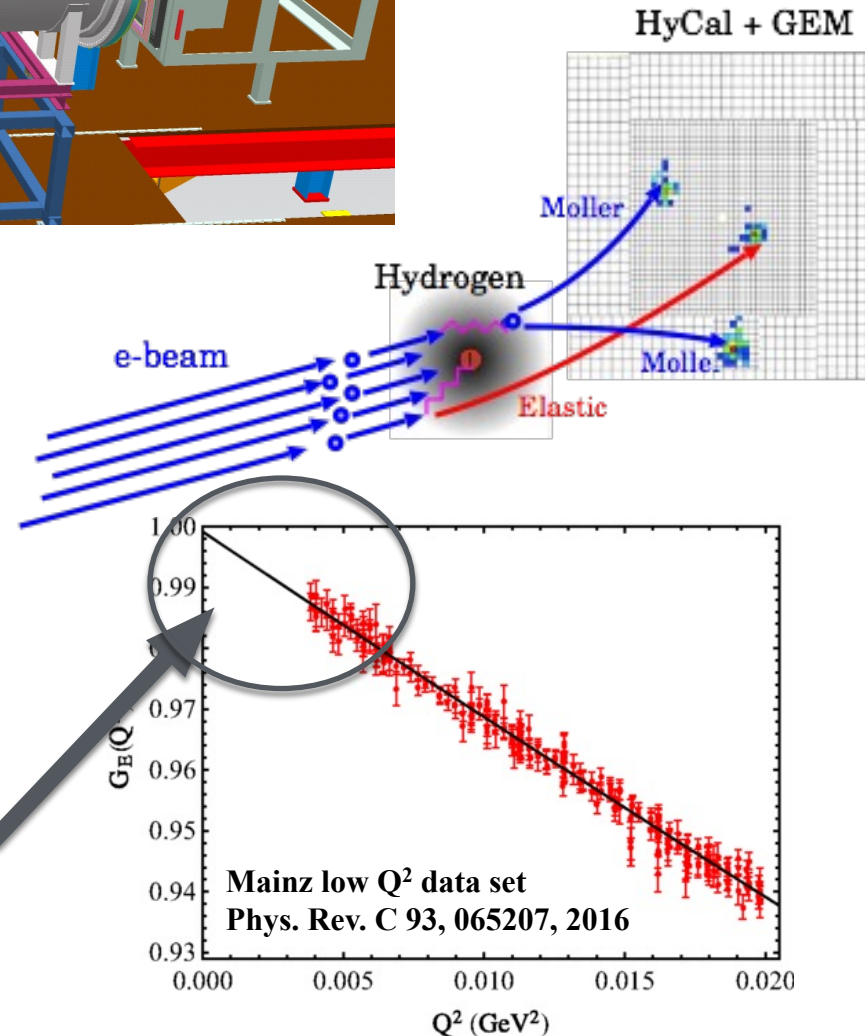 HyCal + GEM
Moller
Hydrogen
e-beam
Molle
Elastic
1.00
0.99
0.97
0.96
0.95
0.94
0.93
G_E(Q
Mainz low Q² data set
Phys. Rev. C 93, 065207, 2016
0.000 0.005 0.010 0.015 0.020
Q² (GeV²)